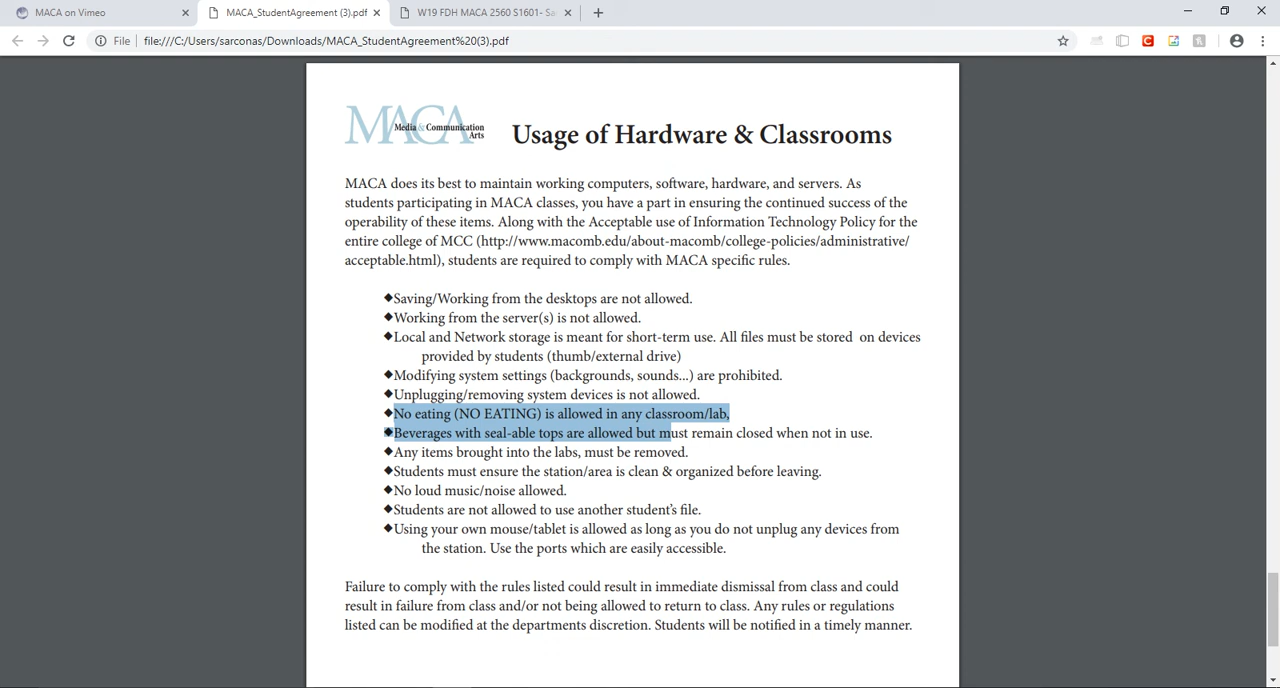 MACA on Vimeo
MACA_StudentAgreement (3).pdf
W19 FDH MACA 2560 S1601- Sa
File
file:///C:/Users/sarconas/Downloads/MACA_StudentAgreement%20(3).pdf
MACA
Media & Communication
Arts
Usage of Hardware & Classrooms
MACA does its best to maintain working computers, software, hardware, and servers. As
students participating in MACA classes, you have a part in ensuring the continued success of the
operability of these items. Along with the Acceptable use of Information Technology Policy for the
entire college of MCC (http://www.macomb.edu/about-macomb/college-policies/administrative/
acceptable.html), students are required to comply with MACA specific rules.
◆Saving/Working from the desktops are not allowed.
◆Working from the server(s) is not allowed.
◆Local and Network storage is meant for short-term use. All files must be stored on devices
provided by students (thumb/external drive)
◆Modifying system settings (backgrounds, sounds...) are prohibited.
◆Unplugging/removing system devices is not allowed.
◆No eating (NO EATING) is allowed in any classroom/lab,
◆Beverages with seal-able tops are allowed but must remain closed when not in use.
◆Any items brought into the labs, must be removed.
◆Students must ensure the station/area is clean & organized before leaving.
◆No loud music/noise allowed.
◆Students are not allowed to use another student's file.
◆Using your own mouse/tablet is allowed as long as you do not unplug any devices from
the station. Use the ports which are easily accessible.
Failure to comply with the rules listed could result in immediate dismissal from class and could
result in failure from class and/or not being allowed to return to class. Any rules or regulations
listed can be modified at the departments discretion. Students will be notified in a timely manner.